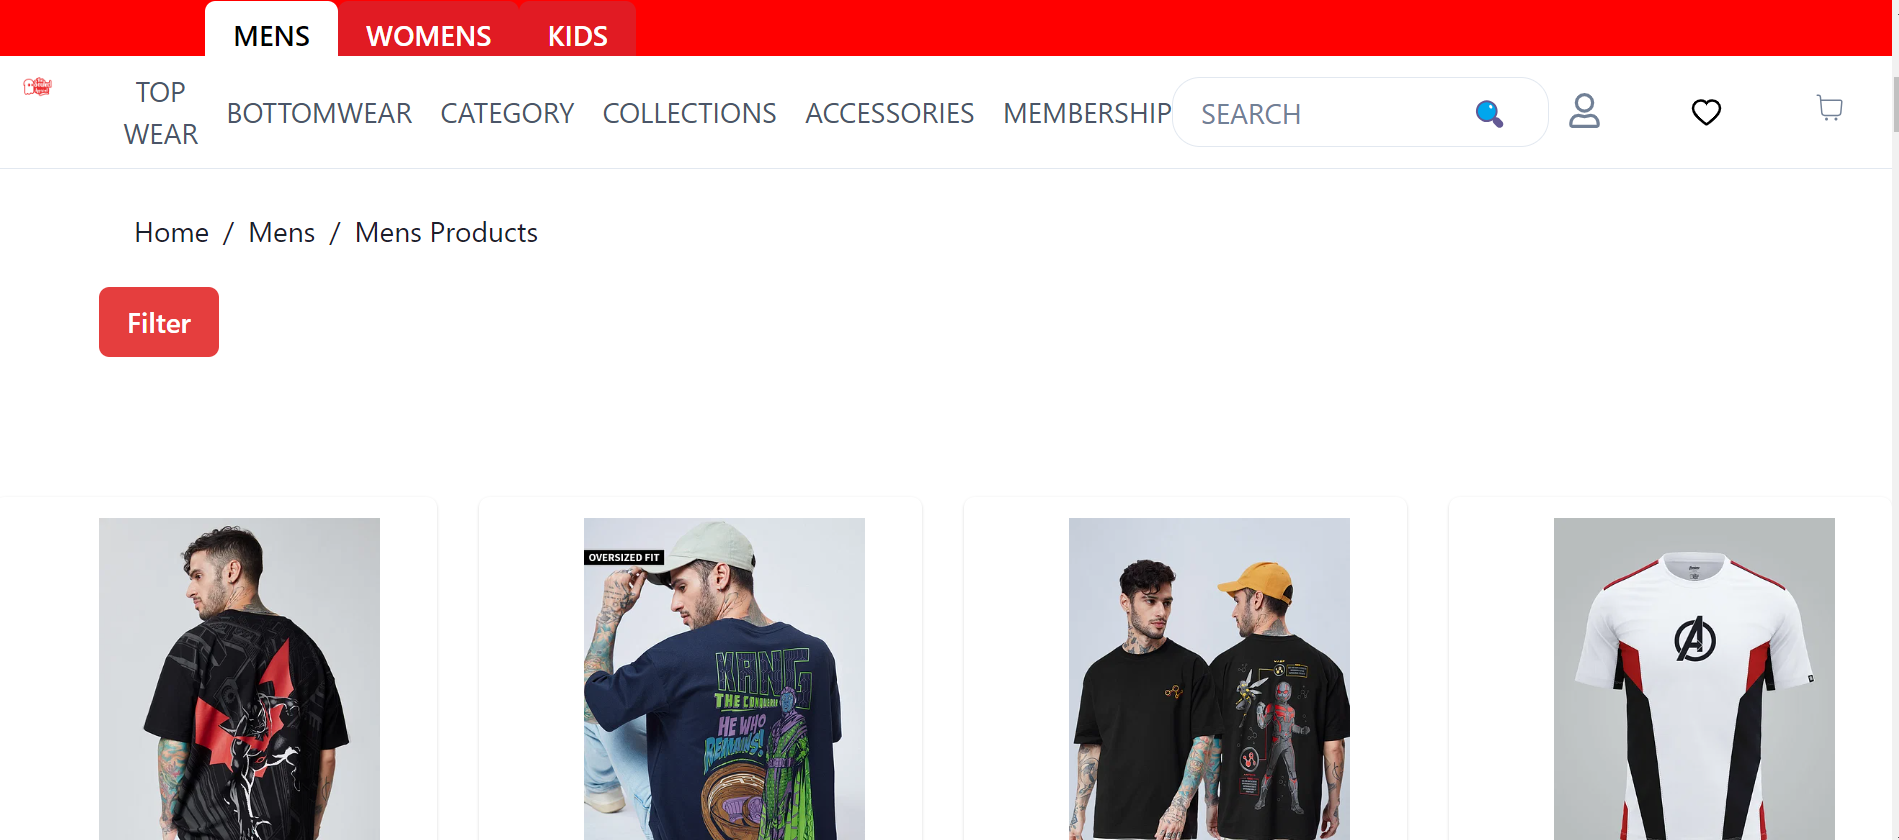 MENS WOMENS KIDS
TOP
WEAR
BOTTOMWEAR CATEGORY COLLECTIONS ACCESSORIES MEMBERSHIP SEARCH
Home / Mens / Mens Products
Filter
OVERSIZED FIT
KANG
THE CONQUEROR
HE WHO
REMAINS!